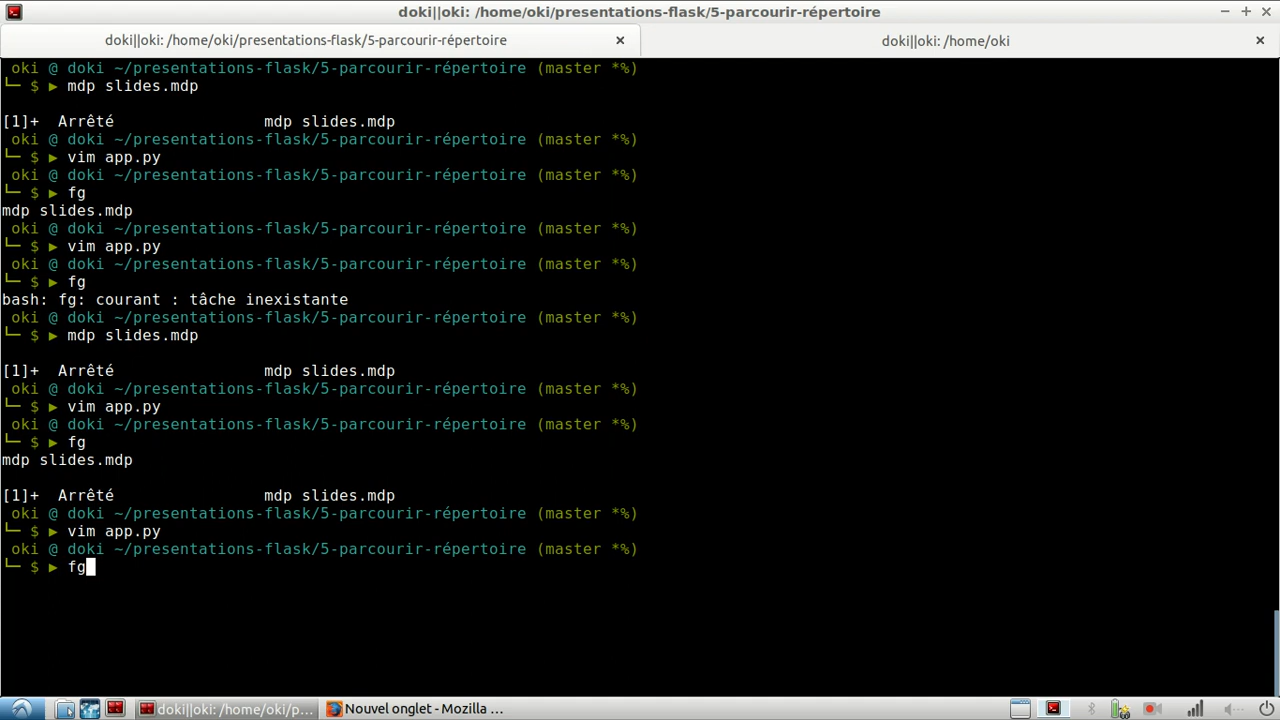 doki||oki: /home/oki/presentations-flask/5-parcourir-répertoire
doki||oki: /home/oki/presentations-flask/5-parcourir-répertoire
doki||oki: /home/oki
oki @ doki ~/presentations-flask/5-parcourir-répertoire (master *%)
└─ $ ▶ mdp slides.mdp
[1]+  Arrêté                mdp slides.mdp
oki @ doki ~/presentations-flask/5-parcourir-répertoire (master *%)
└─ $ ▶ vim app.py
oki @ doki ~/presentations-flask/5-parcourir-répertoire (master *%)
└─ $ ▶ fg
mdp slides.mdp
oki @ doki ~/presentations-flask/5-parcourir-répertoire (master *%)
└─ $ ▶ vim app.py
oki @ doki ~/presentations-flask/5-parcourir-répertoire (master *%)
└─ $ ▶ fg
bash: fg: courant : tâche inexistante
oki @ doki ~/presentations-flask/5-parcourir-répertoire (master *%)
└─ $ ▶ mdp slides.mdp
[1]+  Arrêté                mdp slides.mdp
oki @ doki ~/presentations-flask/5-parcourir-répertoire (master *%)
└─ $ ▶ vim app.py
oki @ doki ~/presentations-flask/5-parcourir-répertoire (master *%)
└─ $ ▶ fg
mdp slides.mdp
[1]+  Arrêté                mdp slides.mdp
oki @ doki ~/presentations-flask/5-parcourir-répertoire (master *%)
└─ $ ▶ vim app.py
oki @ doki ~/presentations-flask/5-parcourir-répertoire (master *%)
└─ $ ▶ fg
doki||oki: /home/oki/p...
Nouvel onglet - Mozilla ...